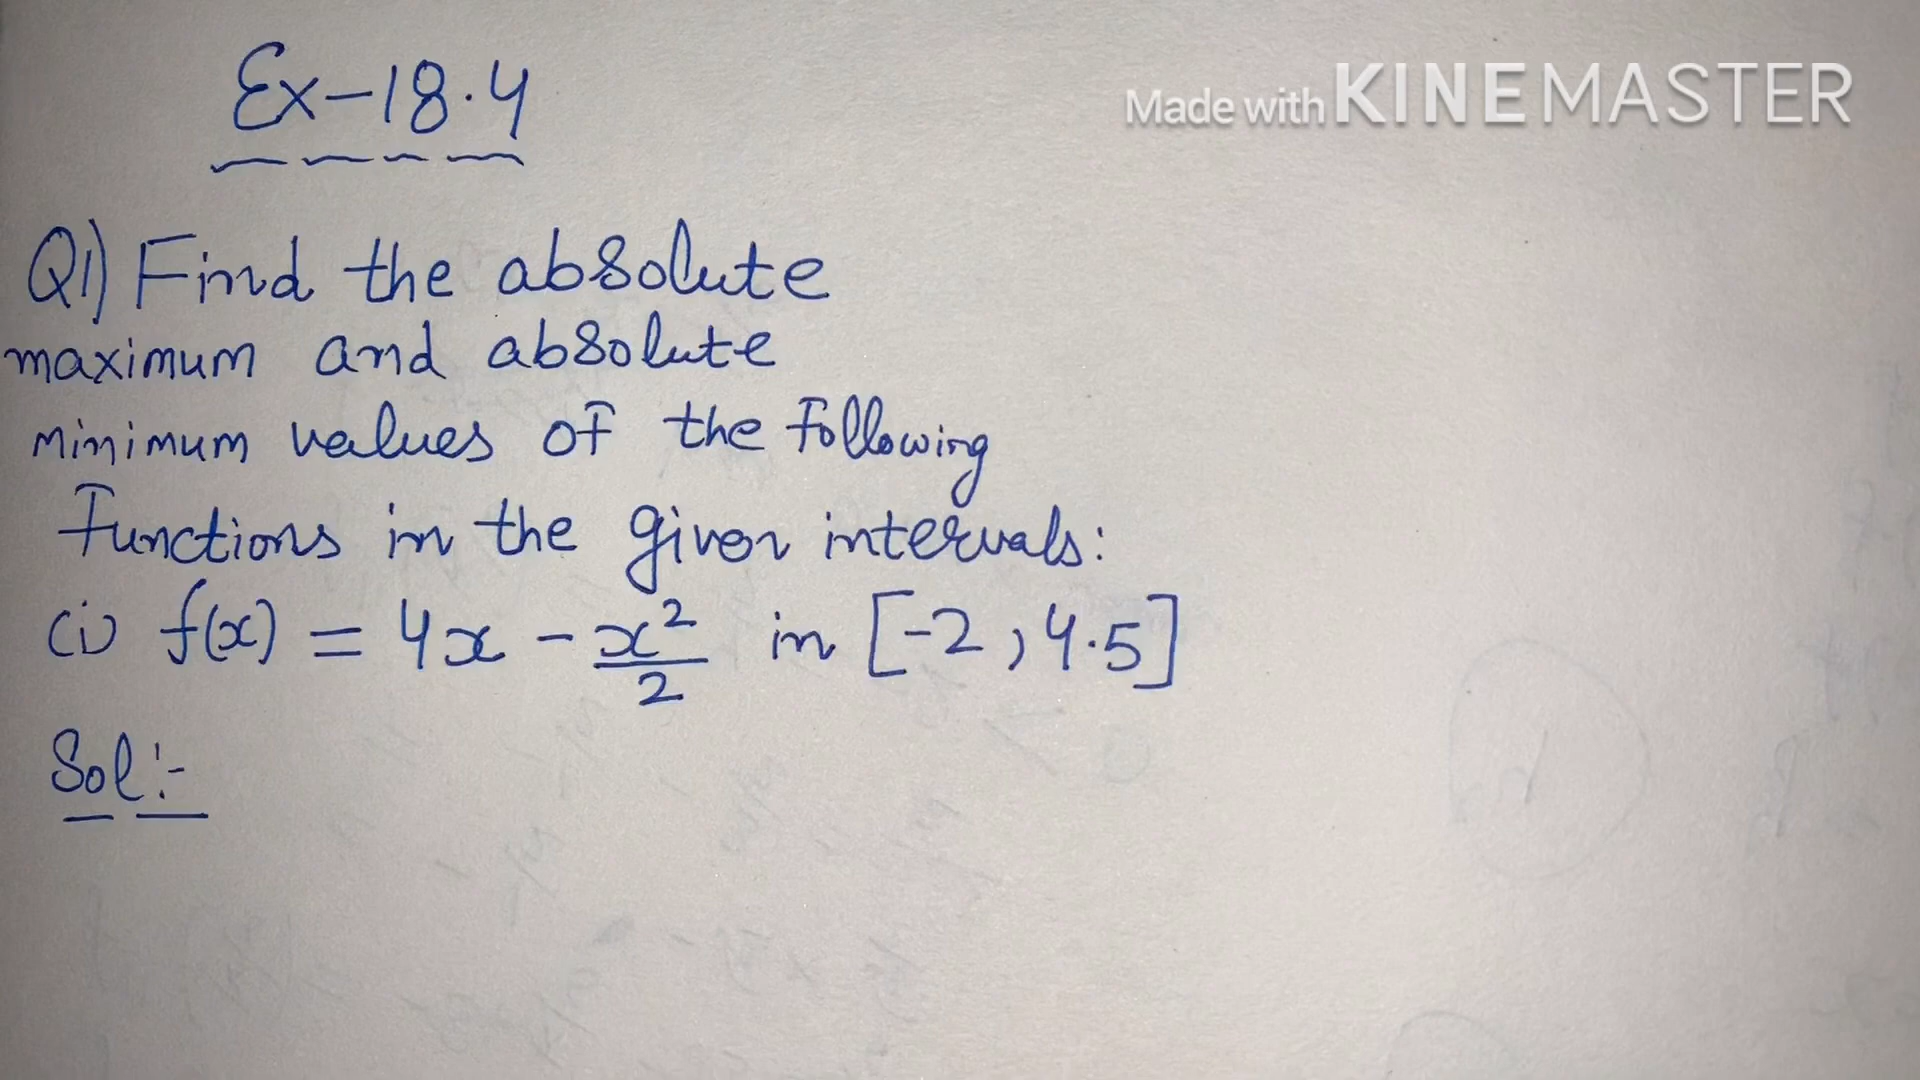 Ex-18.4
Made with KINEMASTER
Q1) Find the absolute
maximum and absolute
minimum values of the following
functions in the given intervals:
(i) f(x) = 4x - x²/2 in [-2, 4.5]
Sol:-